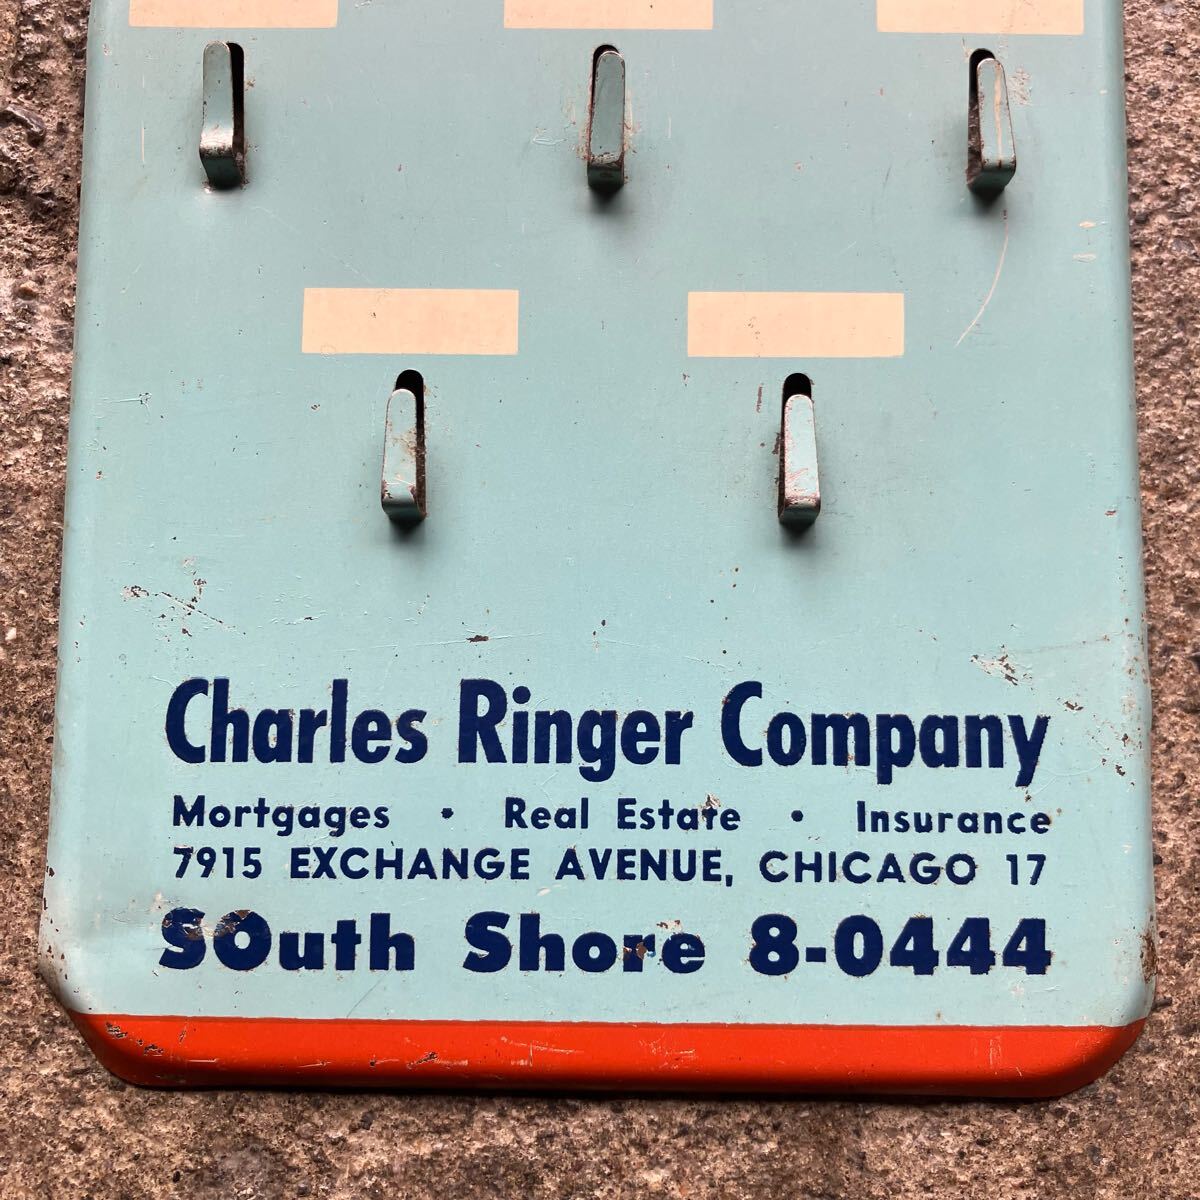 Charles Ringer Company
Mortgages • Real Estate • Insurance
7915 EXCHANGE AVENUE, CHICAGO 17
SOuth Shore 8-0444